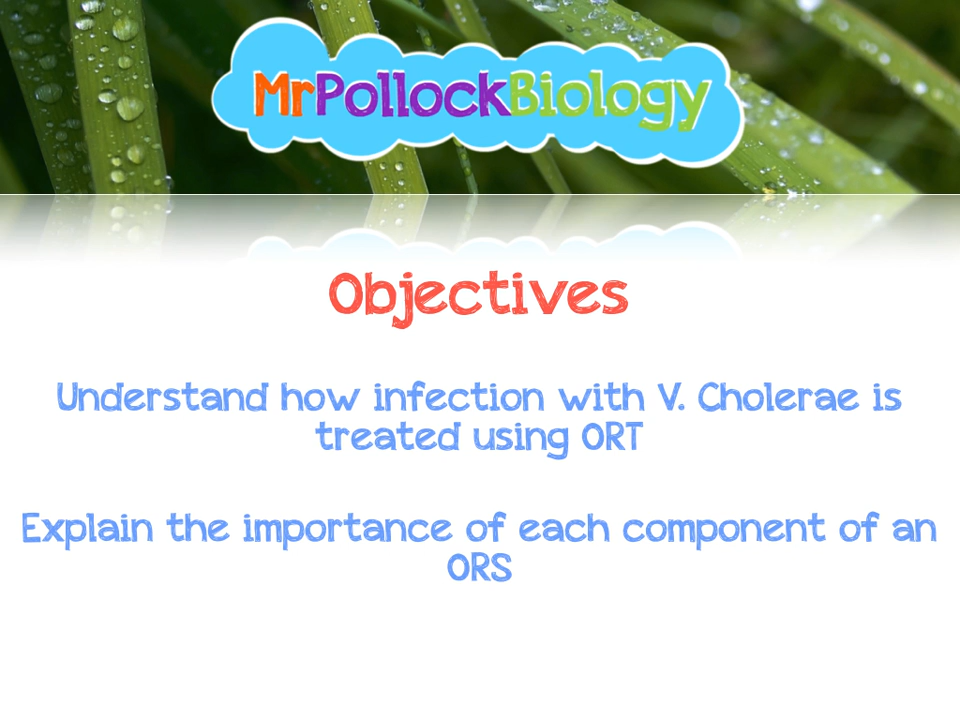 MrPollockBiology
Objectives
Understand how infection with V. Cholerae is
treated using ORT
Explain the importance of each component of an
ORS